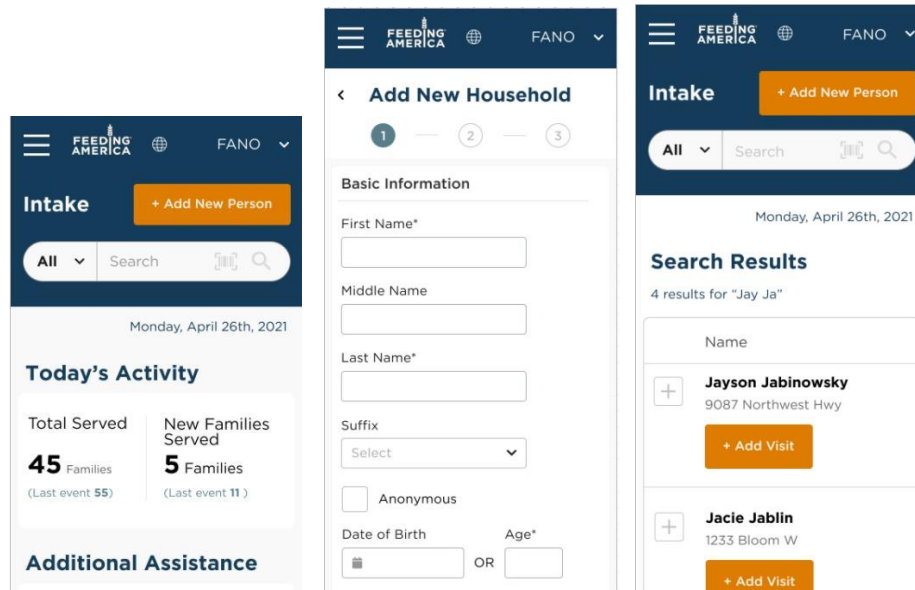 FEEDING
AMERICA
FANO
Intake
+ Add New Person
All
Search
Monday, April 26th, 2021
Today's Activity
Total Served
45 Families
(Last event 55)
New Families
Served
5 Families
(Last event 11 )
Additional Assistance
FEEDING
AMERICA
FANO
< Add New Household
1
2
3
Basic Information
First Name*
Middle Name
Last Name*
Suffix
Select
Anonymous
Date of Birth
OR
Age*
FEEDING
AMERICA
FANO
Intake
+ Add New Person
All
Search
Monday, April 26th, 2021
Search Results
4 results for "Jay Ja"
Name
Jayson Jabinowsky
9087 Northwest Hwy
+ Add Visit
Jacie Jablin
1233 Bloom W
+ Add Visit